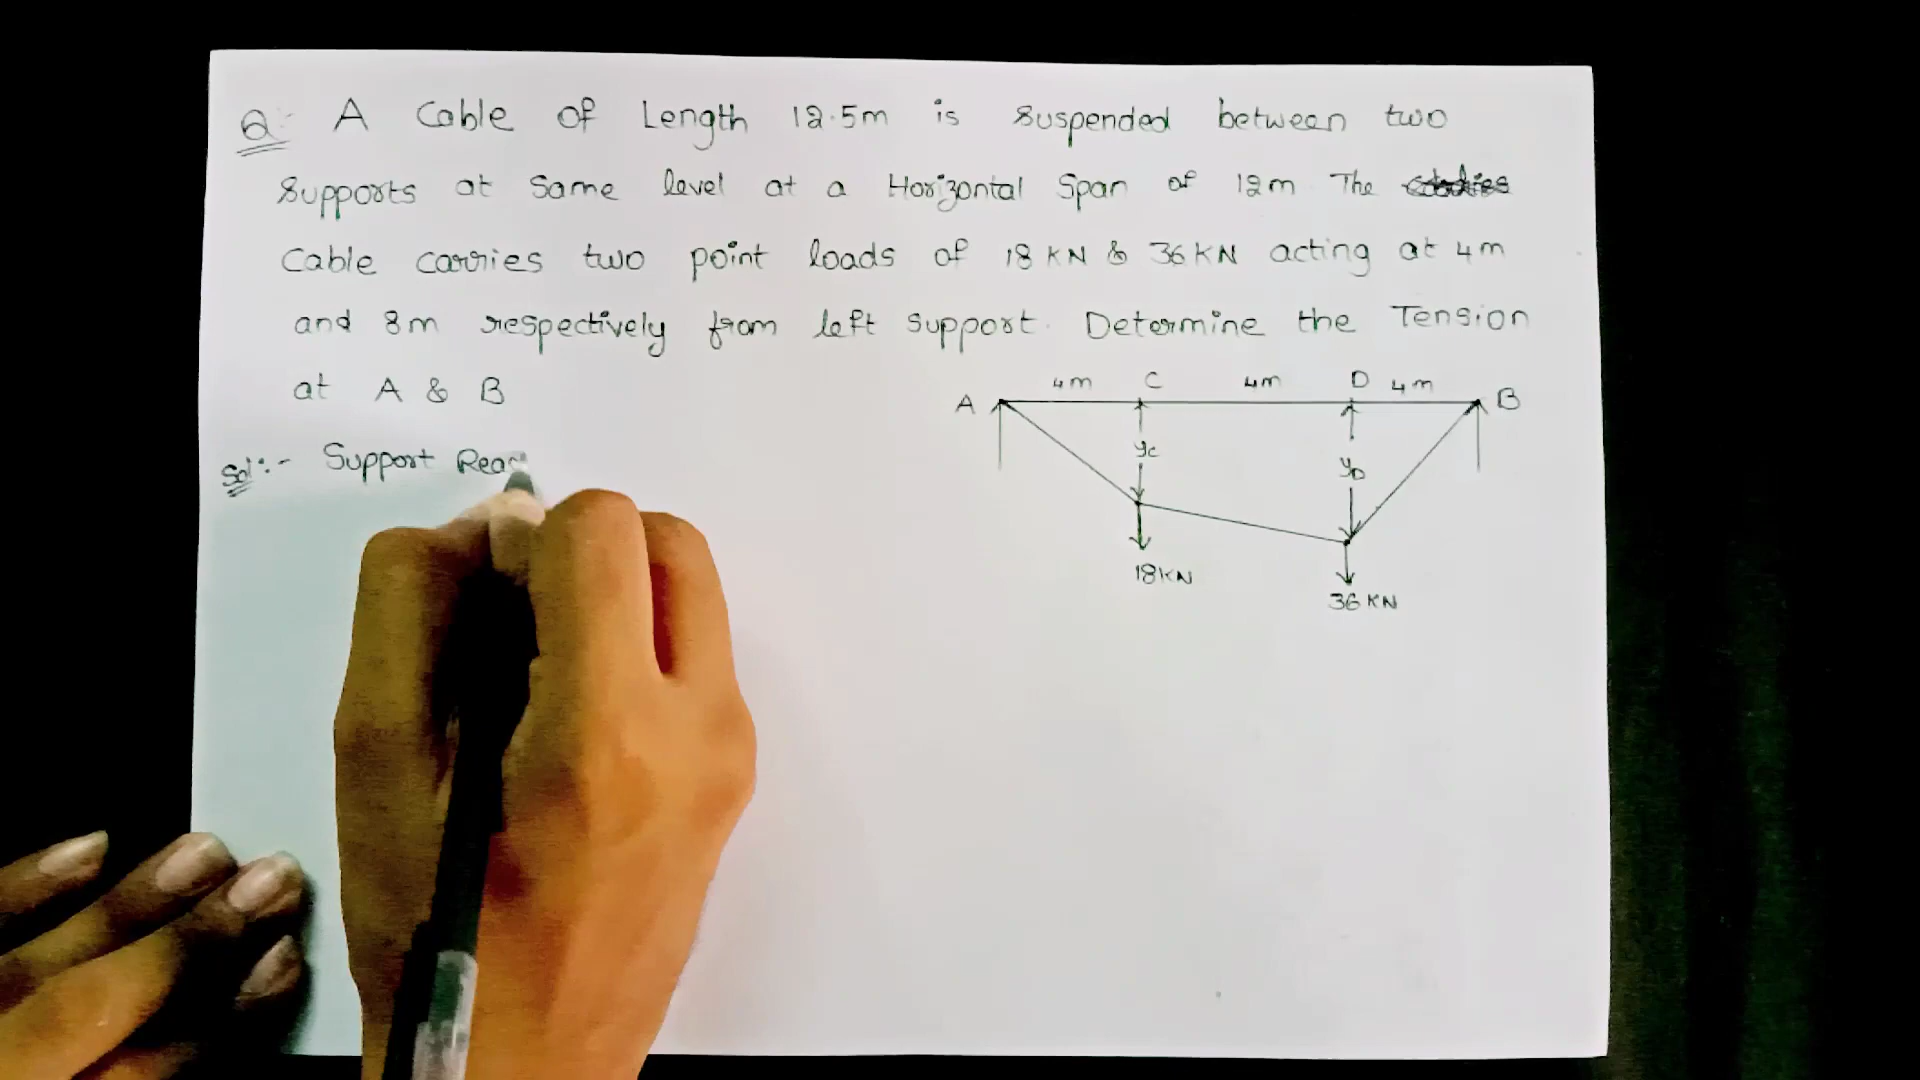 Q:- A Cable of Length 12.5m is suspended between two
supports at same level at a Horizontal Span of 12m. The
Cable carries two point loads of 18 KN & 36 KN acting at 4m
and 8m respectively from left support. Determine the Tension
at A & B
A 4m C 4m D 4m B
yc yD
18KN
36 KN
Sol:- Support